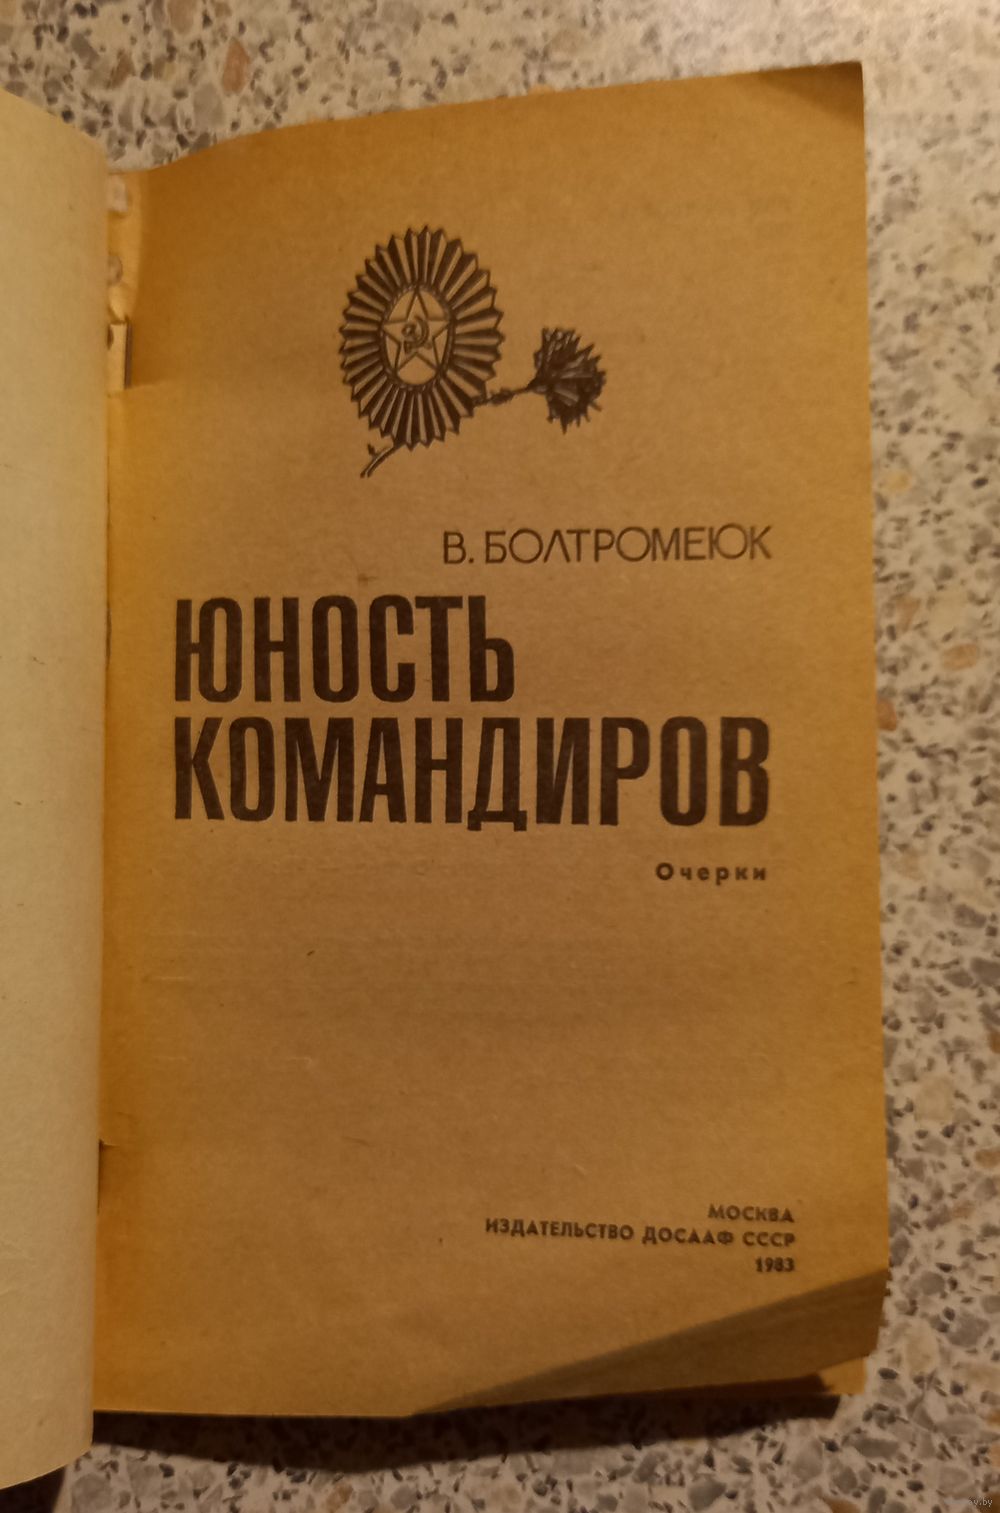 В. БОЛТРОМЕЮК
ЮНОСТЬ
КОМАНДИРОВ
Очерки
МОСКВА
ИЗДАТЕЛЬСТВО ДОСААФ СССР
1983